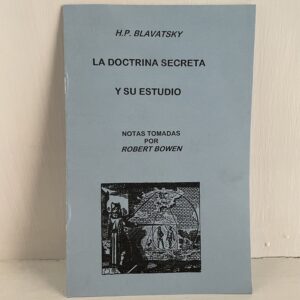 H.P. BLAVATSKY
LA DOCTRINA SECRETA
Y SU ESTUDIO
NOTAS TOMADAS
POR
ROBERT BOWEN